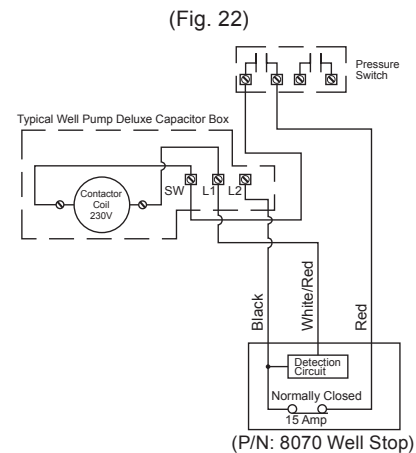 (Fig. 22)
Pressure
Switch
Typical Well Pump Deluxe Capacitor Box
SW
L1
L2
Contactor
Coil
230V
Black
White/Red
Red
Detection
Circuit
Normally Closed
15 Amp
(P/N: 8070 Well Stop)